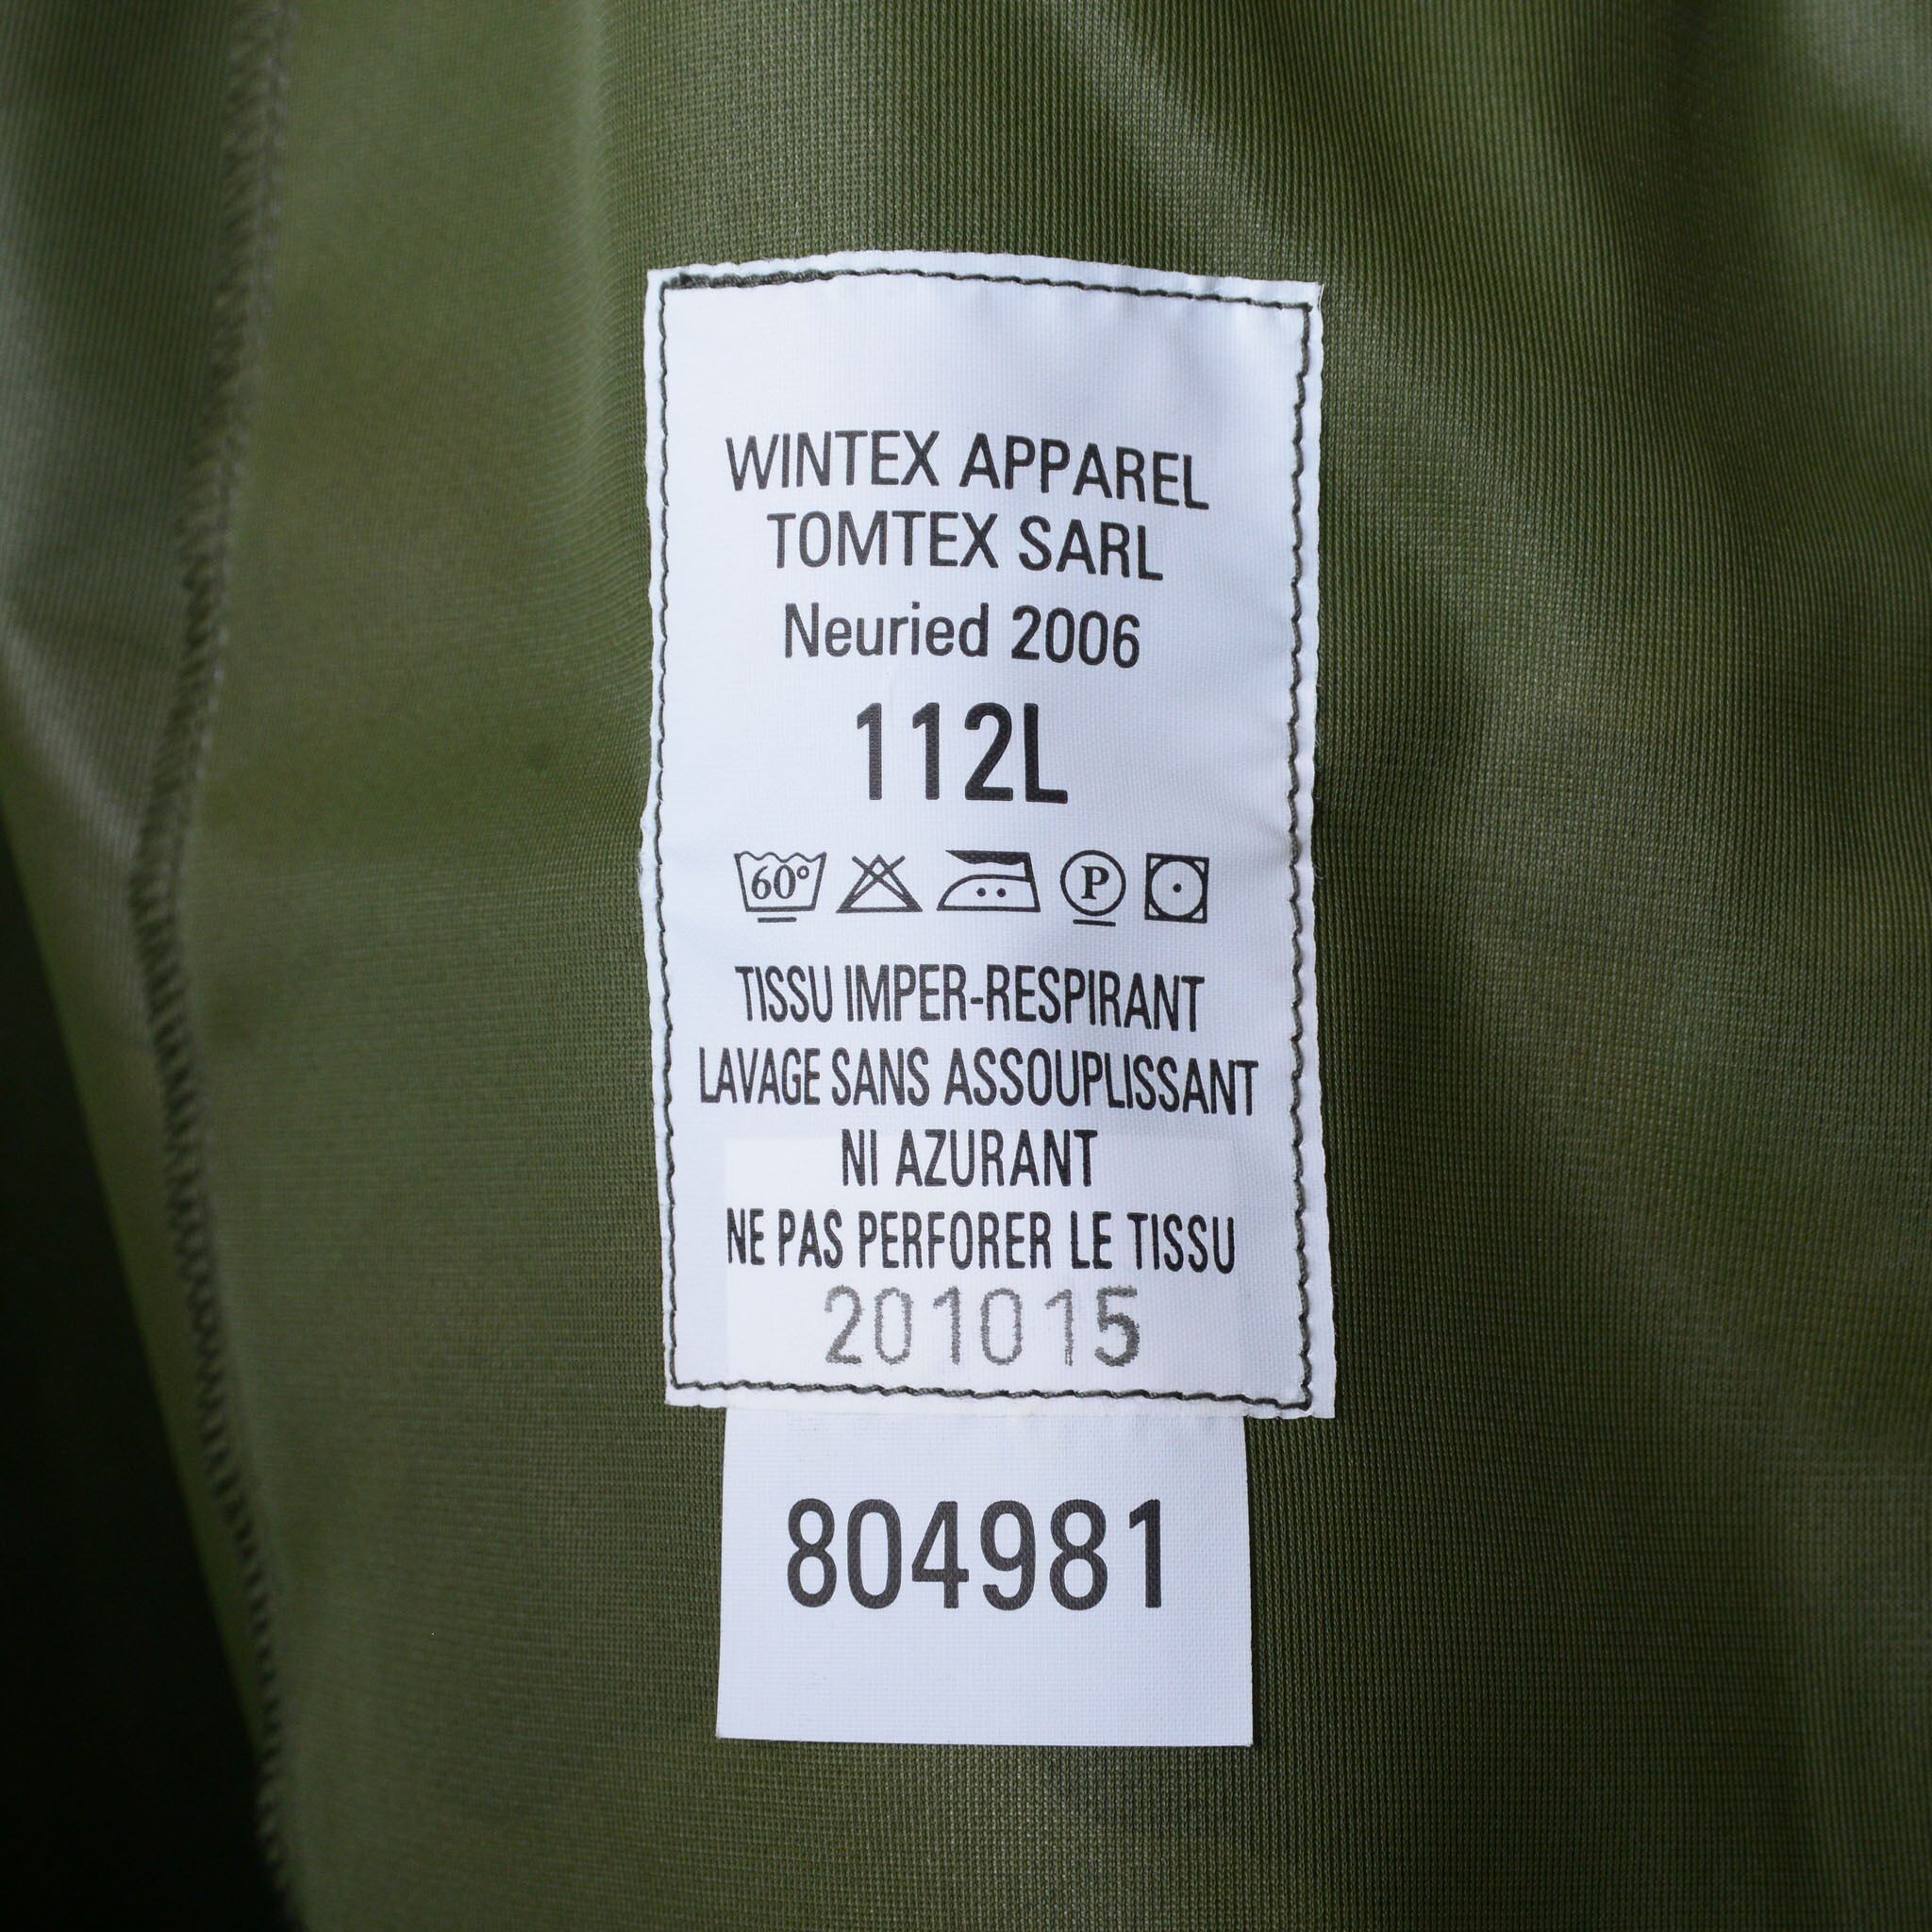 WINTEX APPAREL
TOMTEX SARL
Neuried 2006
112L
60° P
TISSU IMPER-RESPIRANT
LAVAGE SANS ASSOUPLISSANT
NI AZURANT
NE PAS PERFORER LE TISSU
201015
804981